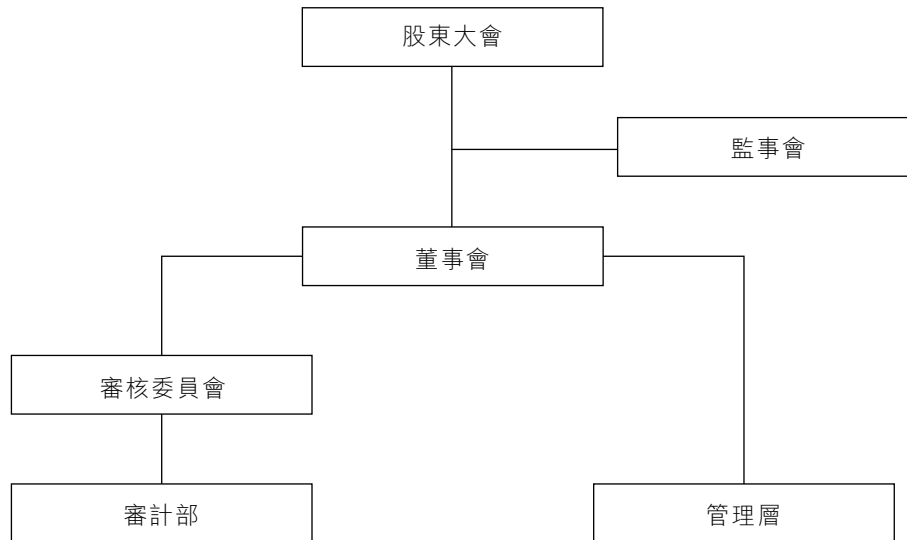 股東大會
監事會
董事會
審核委員會
審計部
管理層